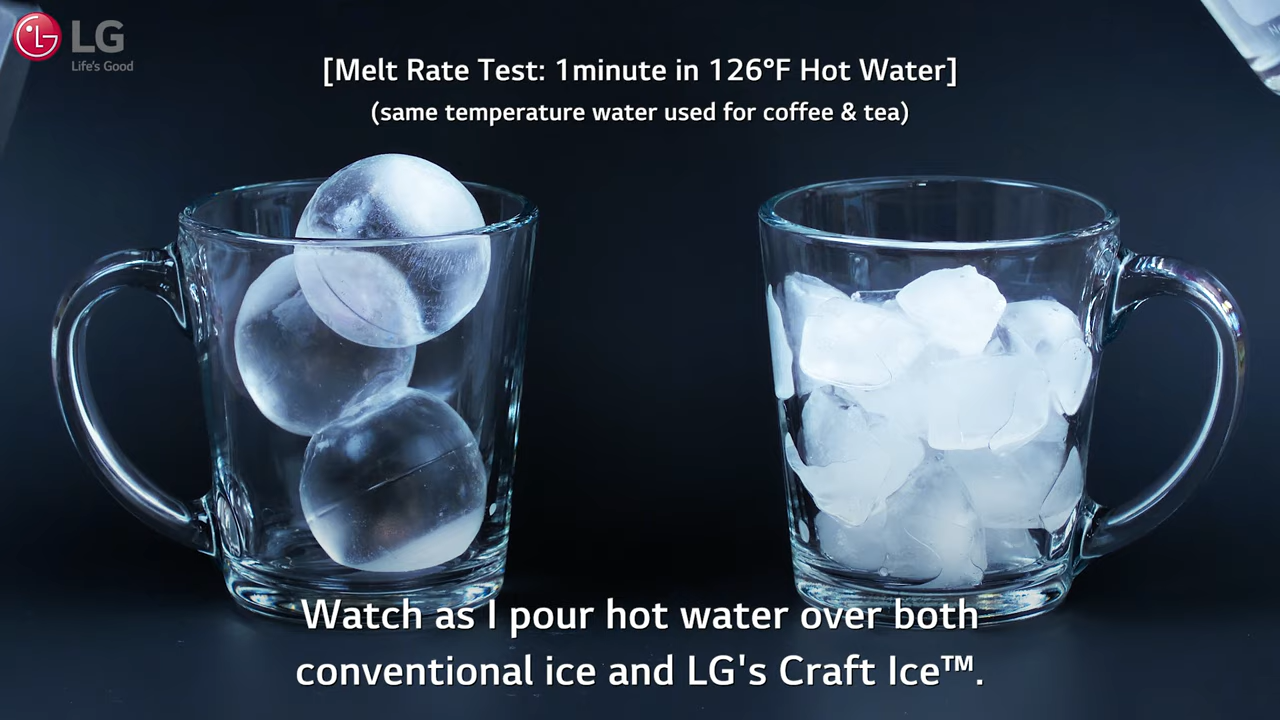 LG
LG
Life's Good
[Melt Rate Test: 1minute in 126°F Hot Water]
(same temperature water used for coffee & tea)
Watch as I pour hot water over both
conventional ice and LG's Craft Ice™.